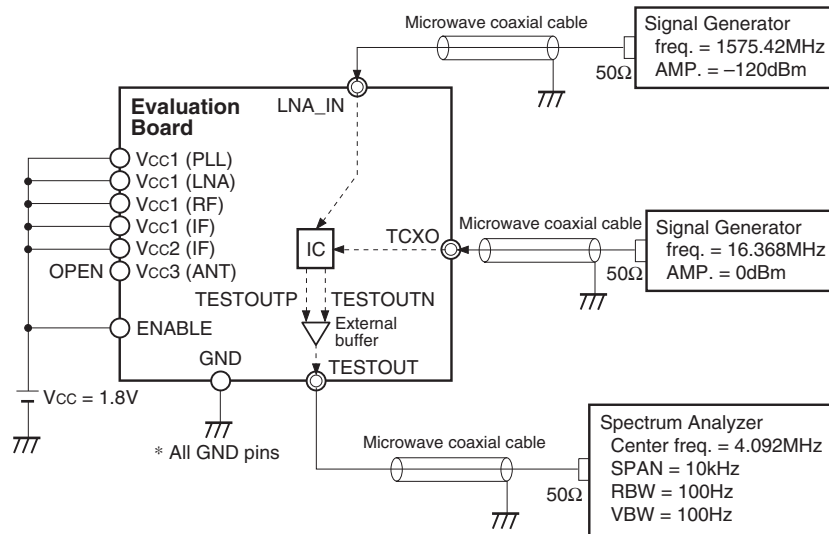 Microwave coaxial cable
50Ω
Signal Generator
freq. = 1575.42MHz
AMP. = –120dBm
LNA_IN
Evaluation
Board
VCC1 (PLL)
VCC1 (LNA)
VCC1 (RF)
VCC1 (IF)
VCC2 (IF)
OPEN
VCC3 (ANT)
ENABLE
IC
TCXO
Microwave coaxial cable
50Ω
Signal Generator
freq. = 16.368MHz
AMP. = 0dBm
TESTOUTP
TESTOUTN
External
buffer
GND
TESTOUT
VCC = 1.8V
* All GND pins
Microwave coaxial cable
50Ω
Spectrum Analyzer
Center freq. = 4.092MHz
SPAN = 10kHz
RBW = 100Hz
VBW = 100Hz